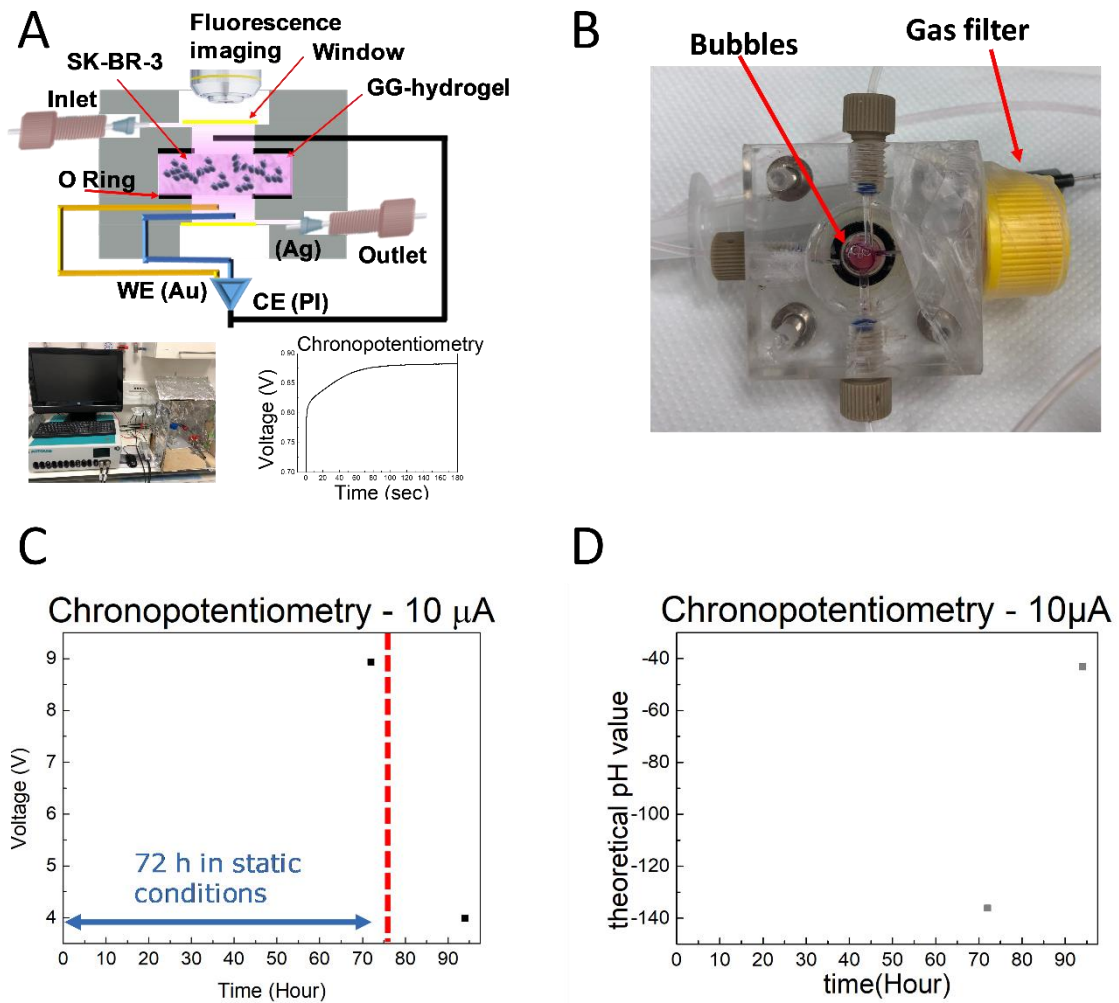 A
Fluorescence
imaging
Window
SK-BR-3
GG-hydrogel
Inlet
O Ring
(Ag)
Outlet
WE (Au)
CE (Pl)
Chronopotentiometry
0.90
0.85
0.80
0.75
0.70
Voltage (V)
0 20 40 60 80 100 120 140 160 180
Time (sec)
B
Bubbles
Gas filter
C
Chronopotentiometry - 10 μA
9
8
7
6
5
4
Voltage (V)
72 h in static
conditions
0 10 20 30 40 50 60 70 80 90
Time (Hour)
D
Chronopotentiometry - 10μA
-40
-60
-80
-100
-120
-140
theoretical pH value
0 10 20 30 40 50 60 70 80 90
time(Hour)